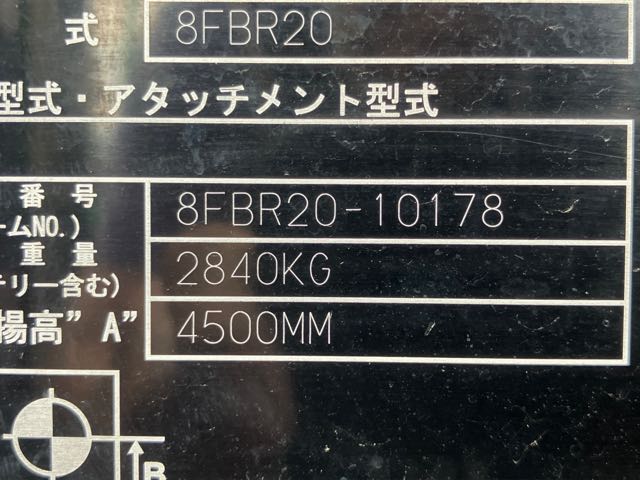 式 8FBR20
型式・アタッチメント型式
番号 8FBR20-10178
ームNO.)
重量 2840KG
テリー含む)
揚高”A” 4500MM
B